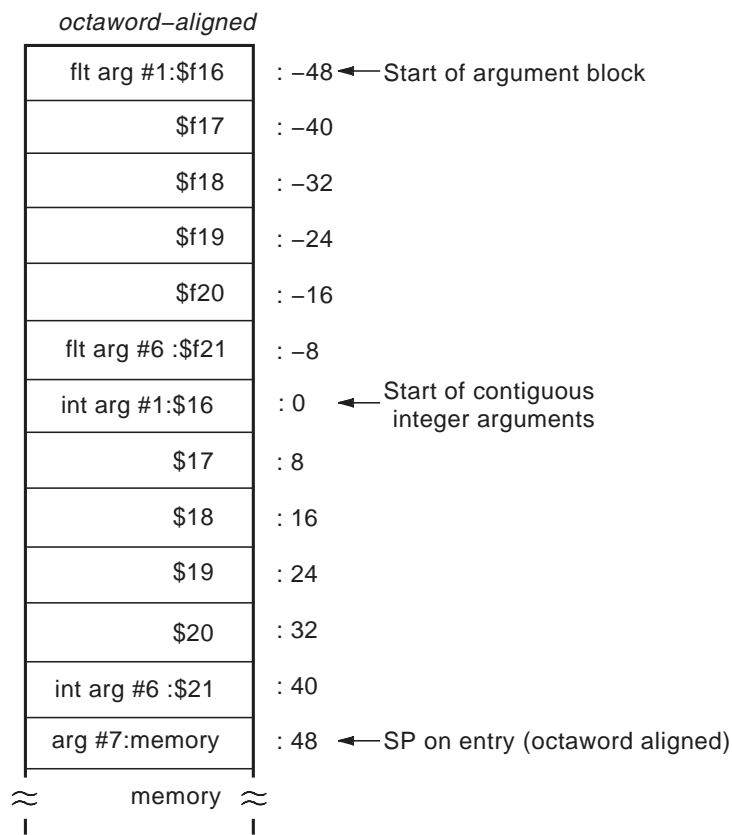 octaword–aligned
flt arg #1:$f16 : –48 Start of argument block
$f17 : –40
$f18 : –32
$f19 : –24
$f20 : –16
flt arg #6 :$f21 : –8
int arg #1:$16 : 0 Start of contiguous
integer arguments
$17 : 8
$18 : 16
$19 : 24
$20 : 32
int arg #6 :$21 : 40
arg #7:memory : 48 SP on entry (octaword aligned)
memory